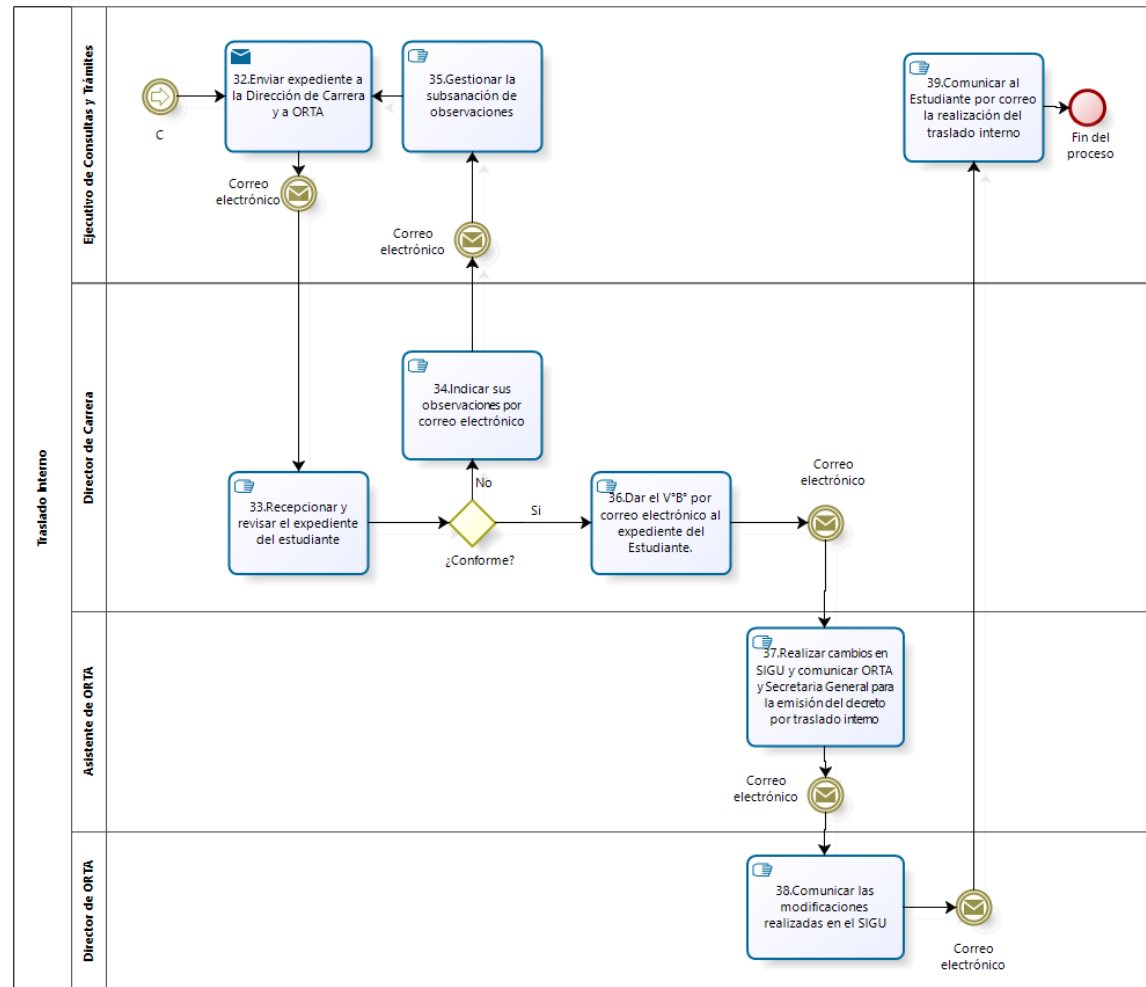 Traslado Interno
Ejecutivo de Consultas y Trámites
C
32.Enviar expediente a
la Dirección de Carrera
y a ORTA
Correo
electrónico
35.Gestionar la
subsanación de
observaciones
Correo
electrónico
39.Comunicar al
Estudiante por correo
la realización del
traslado interno
Fin del
proceso
Director de Carrera
33.Recepcionar y
revisar el expediente
del estudiante
¿Conforme?
No
34.Indicar sus
observaciones por
correo electrónico
Si
36.Dar el V°B° por
correo electrónico al
expediente del
Estudiante.
Correo
electrónico
Asistente de ORTA
37.Realizar cambios en
SIGU y comunicar ORTA
y Secretaria General para
la emisión del decreto
por traslado interno
Correo
electrónico
Director de ORTA
38.Comunicar las
modificaciones
realizadas en el SIGU
Correo
electrónico